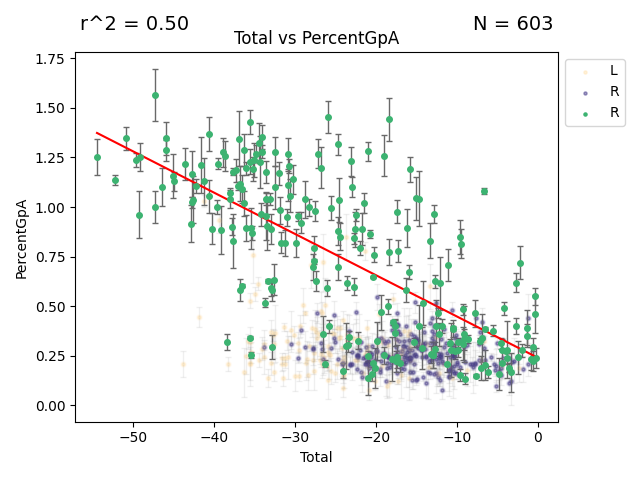 r^2 = 0.50 N = 603
Total vs PercentGpA
1.75
1.50
1.25
1.00
0.75
0.50
0.25
0.00
PercentGpA
−50 −40 −30 −20 −10 0
Total
L
R
R